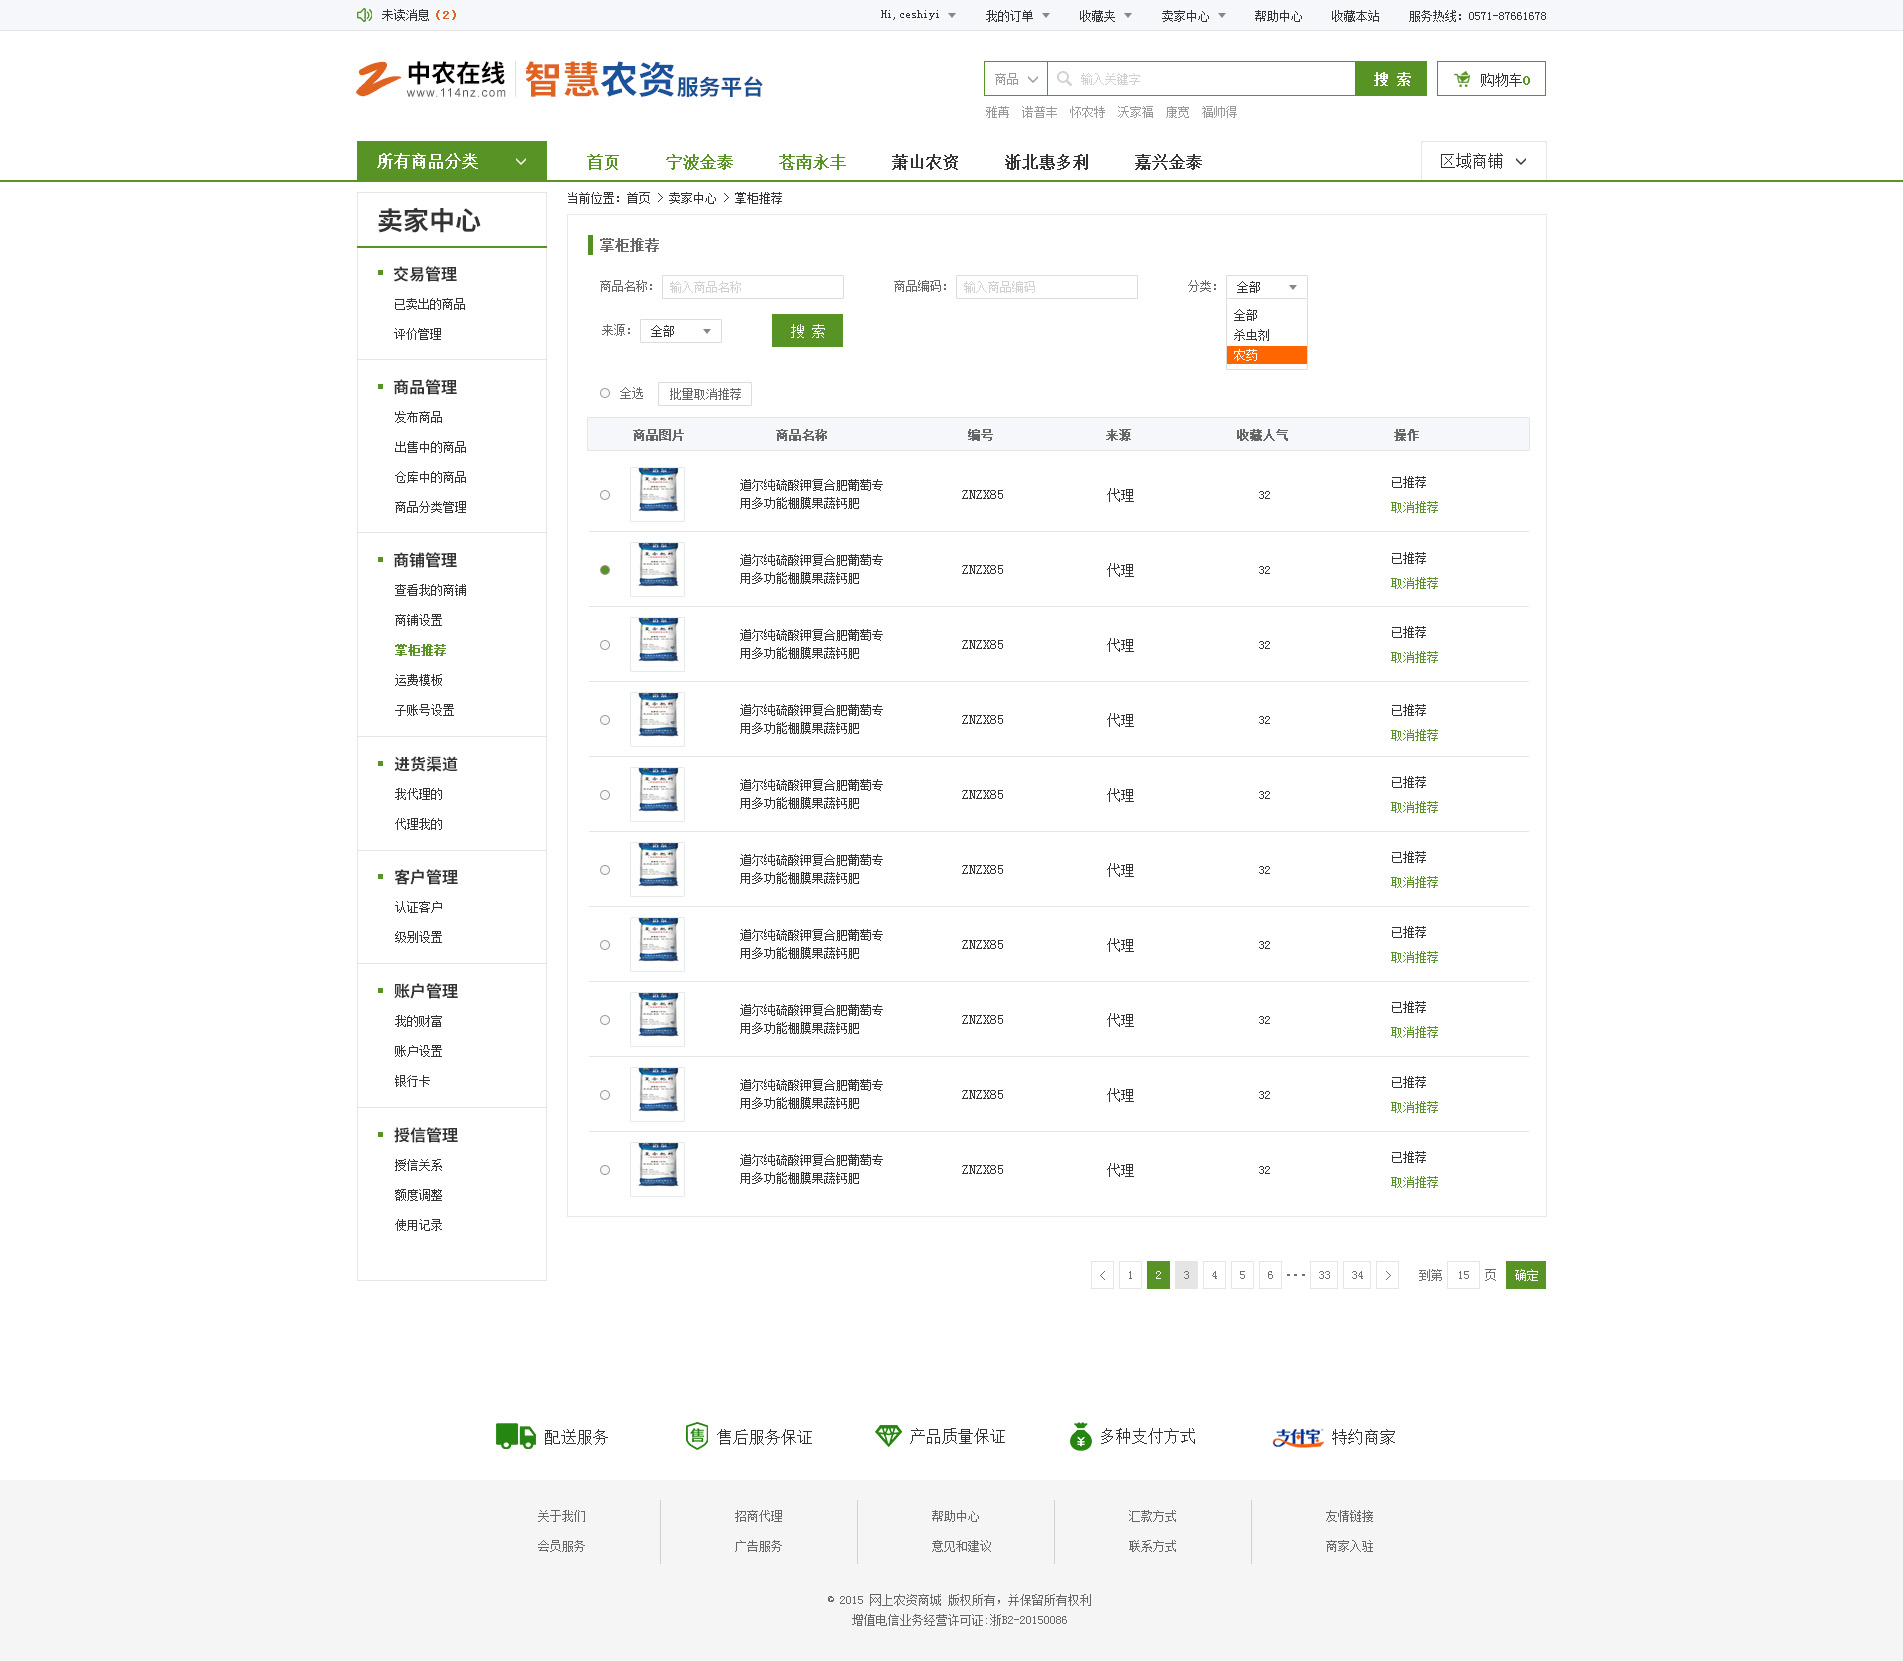 未读消息（2）
Hi,ceshiyi 我的订单 收藏夹 卖家中心 帮助中心 收藏本站 服务热线：0571-87661678
中农在线
www.114nz.com
智慧农资服务平台
商品 输入关键字 搜 索 购物车0
雅苒 诺普丰 怀农特 沃家福 康宽 福帅得
所有商品分类 首页 宁波金泰 苍南永丰 萧山农资 浙北惠多利 嘉兴金泰 区域商铺
卖家中心
交易管理
已卖出的商品
评价管理
商品管理
发布商品
出售中的商品
仓库中的商品
商品分类管理
商铺管理
查看我的商铺
商铺设置
掌柜推荐
运费模板
子账号设置
进货渠道
我代理的
代理我的
客户管理
认证客户
级别设置
账户管理
我的财富
账户设置
银行卡
授信管理
授信关系
额度调整
使用记录
当前位置：首页 > 卖家中心 > 掌柜推荐
掌柜推荐
商品名称： 输入商品名称 商品编码： 输入商品编码 分类： 全部
全部
杀虫剂
农药
来源： 全部 搜 索
全选 批量取消推荐
商品图片 商品名称 编号 来源 收藏人气 操作
道尔纯硫酸钾复合肥葡萄专
用多功能棚膜果蔬钙肥
ZNZX85 代理 32
已推荐
取消推荐
道尔纯硫酸钾复合肥葡萄专
用多功能棚膜果蔬钙肥
ZNZX85 代理 32
已推荐
取消推荐
道尔纯硫酸钾复合肥葡萄专
用多功能棚膜果蔬钙肥
ZNZX85 代理 32
已推荐
取消推荐
道尔纯硫酸钾复合肥葡萄专
用多功能棚膜果蔬钙肥
ZNZX85 代理 32
已推荐
取消推荐
道尔纯硫酸钾复合肥葡萄专
用多功能棚膜果蔬钙肥
ZNZX85 代理 32
已推荐
取消推荐
道尔纯硫酸钾复合肥葡萄专
用多功能棚膜果蔬钙肥
ZNZX85 代理 32
已推荐
取消推荐
道尔纯硫酸钾复合肥葡萄专
用多功能棚膜果蔬钙肥
ZNZX85 代理 32
已推荐
取消推荐
道尔纯硫酸钾复合肥葡萄专
用多功能棚膜果蔬钙肥
ZNZX85 代理 32
已推荐
取消推荐
道尔纯硫酸钾复合肥葡萄专
用多功能棚膜果蔬钙肥
ZNZX85 代理 32
已推荐
取消推荐
道尔纯硫酸钾复合肥葡萄专
用多功能棚膜果蔬钙肥
ZNZX85 代理 32
已推荐
取消推荐
< 1 2 3 4 5 6 ··· 33 34 > 到第 15 页 确定
配送服务 售 售后服务保证 产品质量保证 ¥ 多种支付方式 支付宝 特约商家
关于我们 招商代理 帮助中心 汇款方式 友情链接
会员服务 广告服务 意见和建议 联系方式 商家入驻
© 2015 网上农资商城 版权所有，并保留所有权利
增值电信业务经营许可证:浙B2-20150086